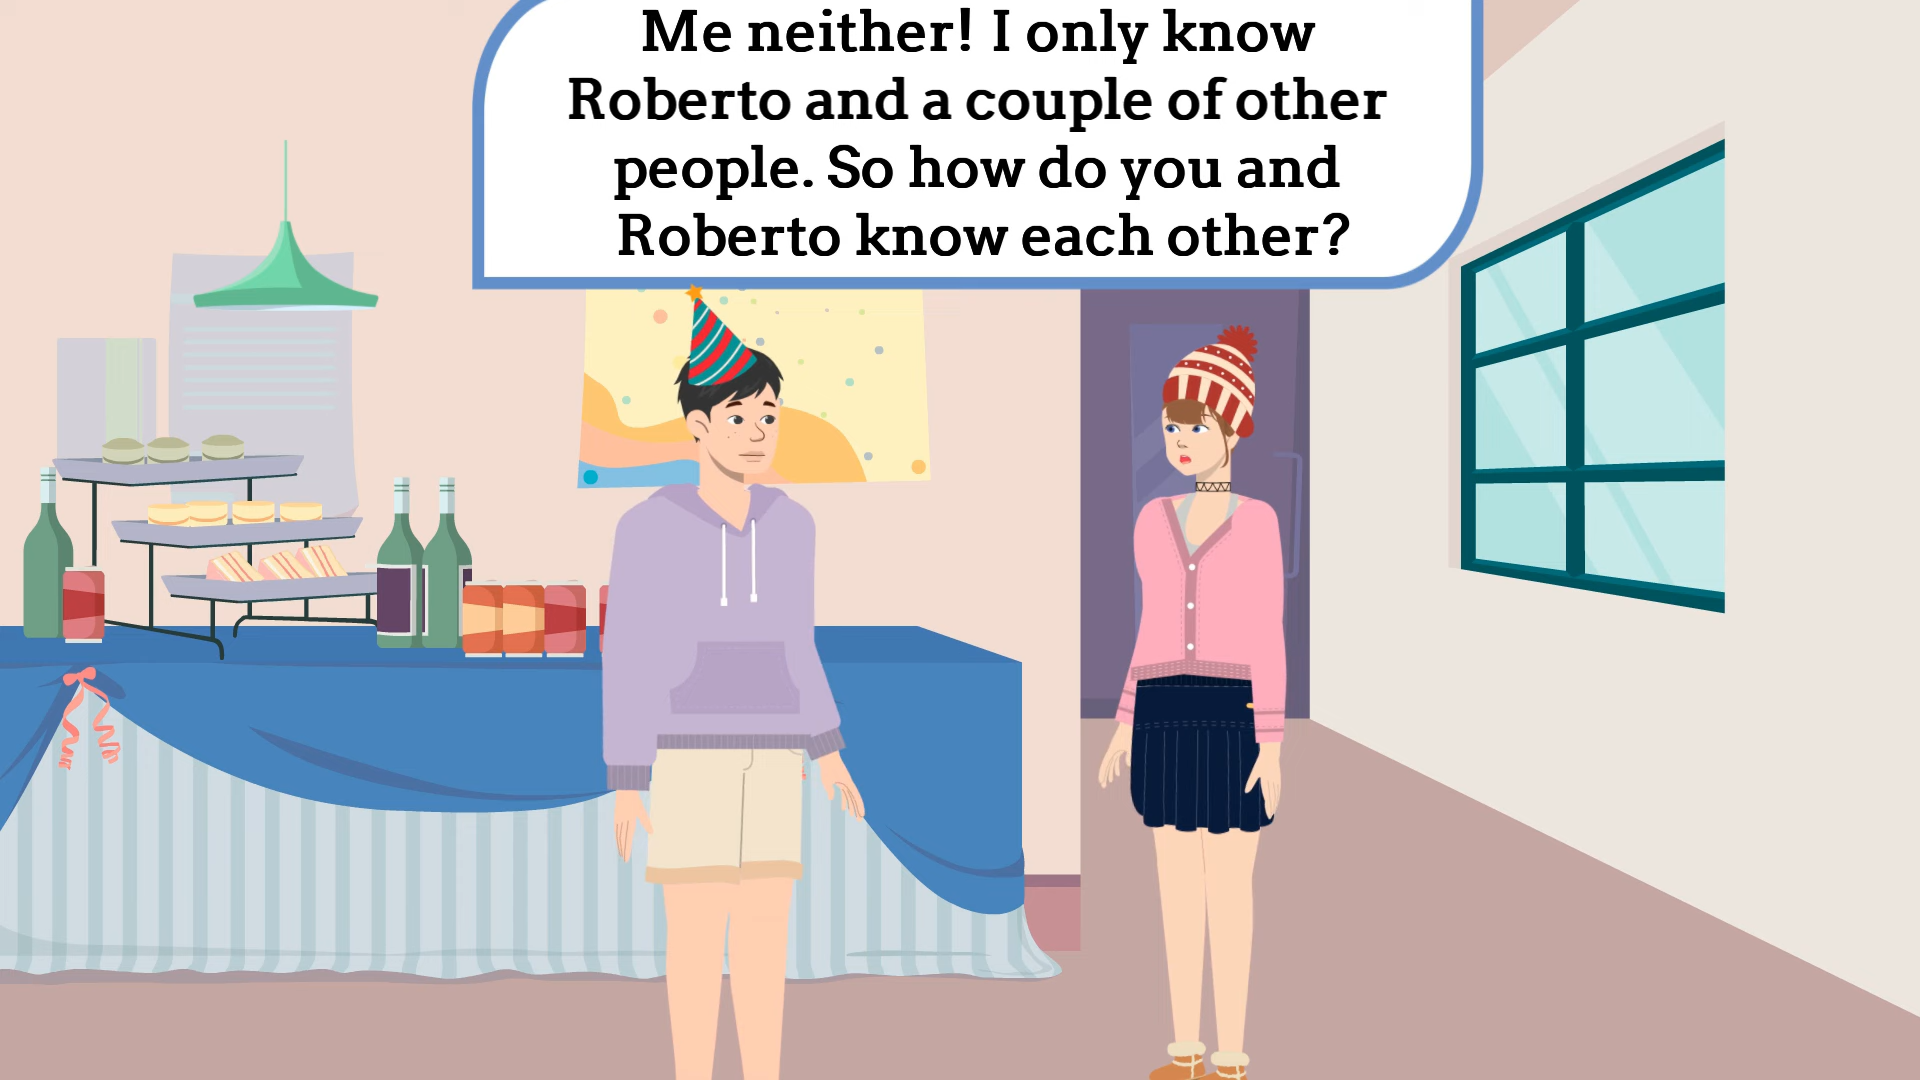 Me neither! I only know
Roberto and a couple of other
people. So how do you and
Roberto know each other?